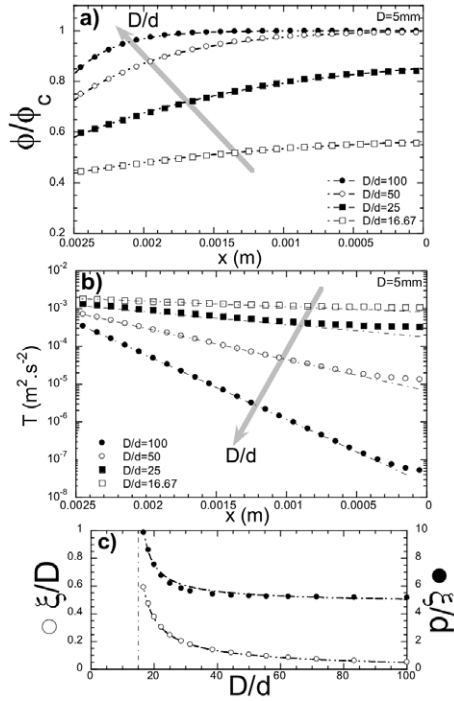 a)
D/d
D=5mm
1
0.8
0.6
0.4
0.2
ϕ/ϕc
D/d=100
D/d=50
D/d=25
D/d=16.67
0.0025 0.002 0.0015 0.001 0.0005 0
x (m)
b)
D=5mm
10-2
10-3
10-4
10-5
10-6
10-7
10-8
T (m2.s-2)
D/d=100
D/d=50
D/d=25
D/d=16.67
D/d
0.0025 0.002 0.0015 0.001 0.0005 0
x (m)
c)
1
0.8
0.6
0.4
0.2
0
ξ/D
10
8
6
4
2
0
ξ/d
0 20 40 60 80 100
D/d